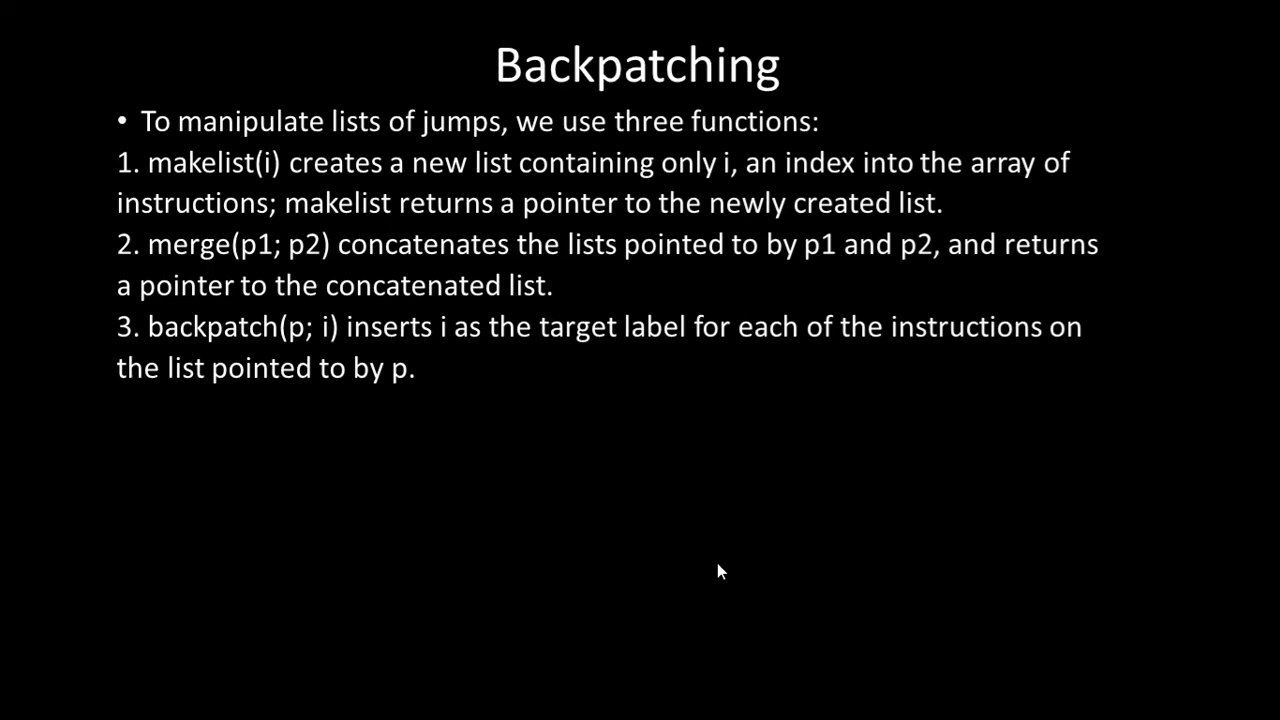 Backpatching
• To manipulate lists of jumps, we use three functions:
1. makelist(i) creates a new list containing only i, an index into the array of
instructions; makelist returns a pointer to the newly created list.
2. merge(p1; p2) concatenates the lists pointed to by p1 and p2, and returns
a pointer to the concatenated list.
3. backpatch(p; i) inserts i as the target label for each of the instructions on
the list pointed to by p.